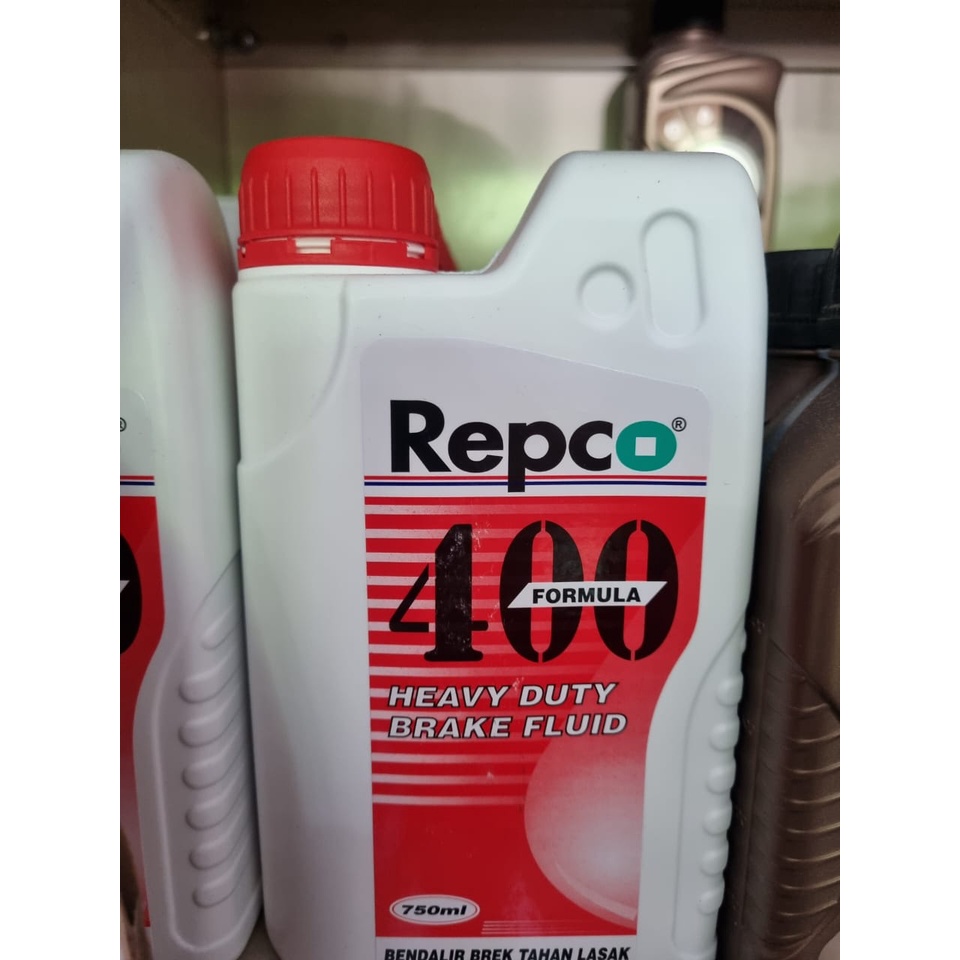 Repco®
400
FORMULA
HEAVY DUTY
BRAKE FLUID
750ml
BENDALIR BREK TAHAN LASAK
®